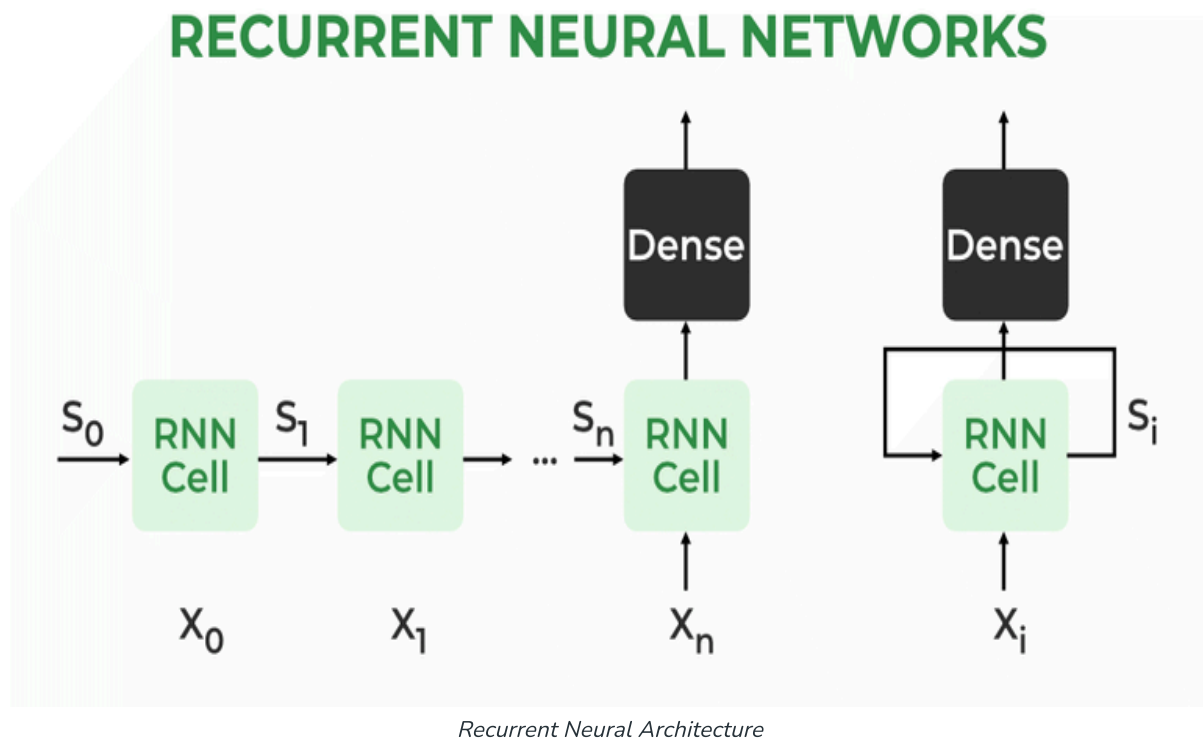 RECURRENT NEURAL NETWORKS
Dense
Dense
S₀
RNN
Cell
S₁
RNN
Cell
...
Sₙ
RNN
Cell
RNN
Cell
Sᵢ
X₀
X₁
Xₙ
Xᵢ
Recurrent Neural Architecture